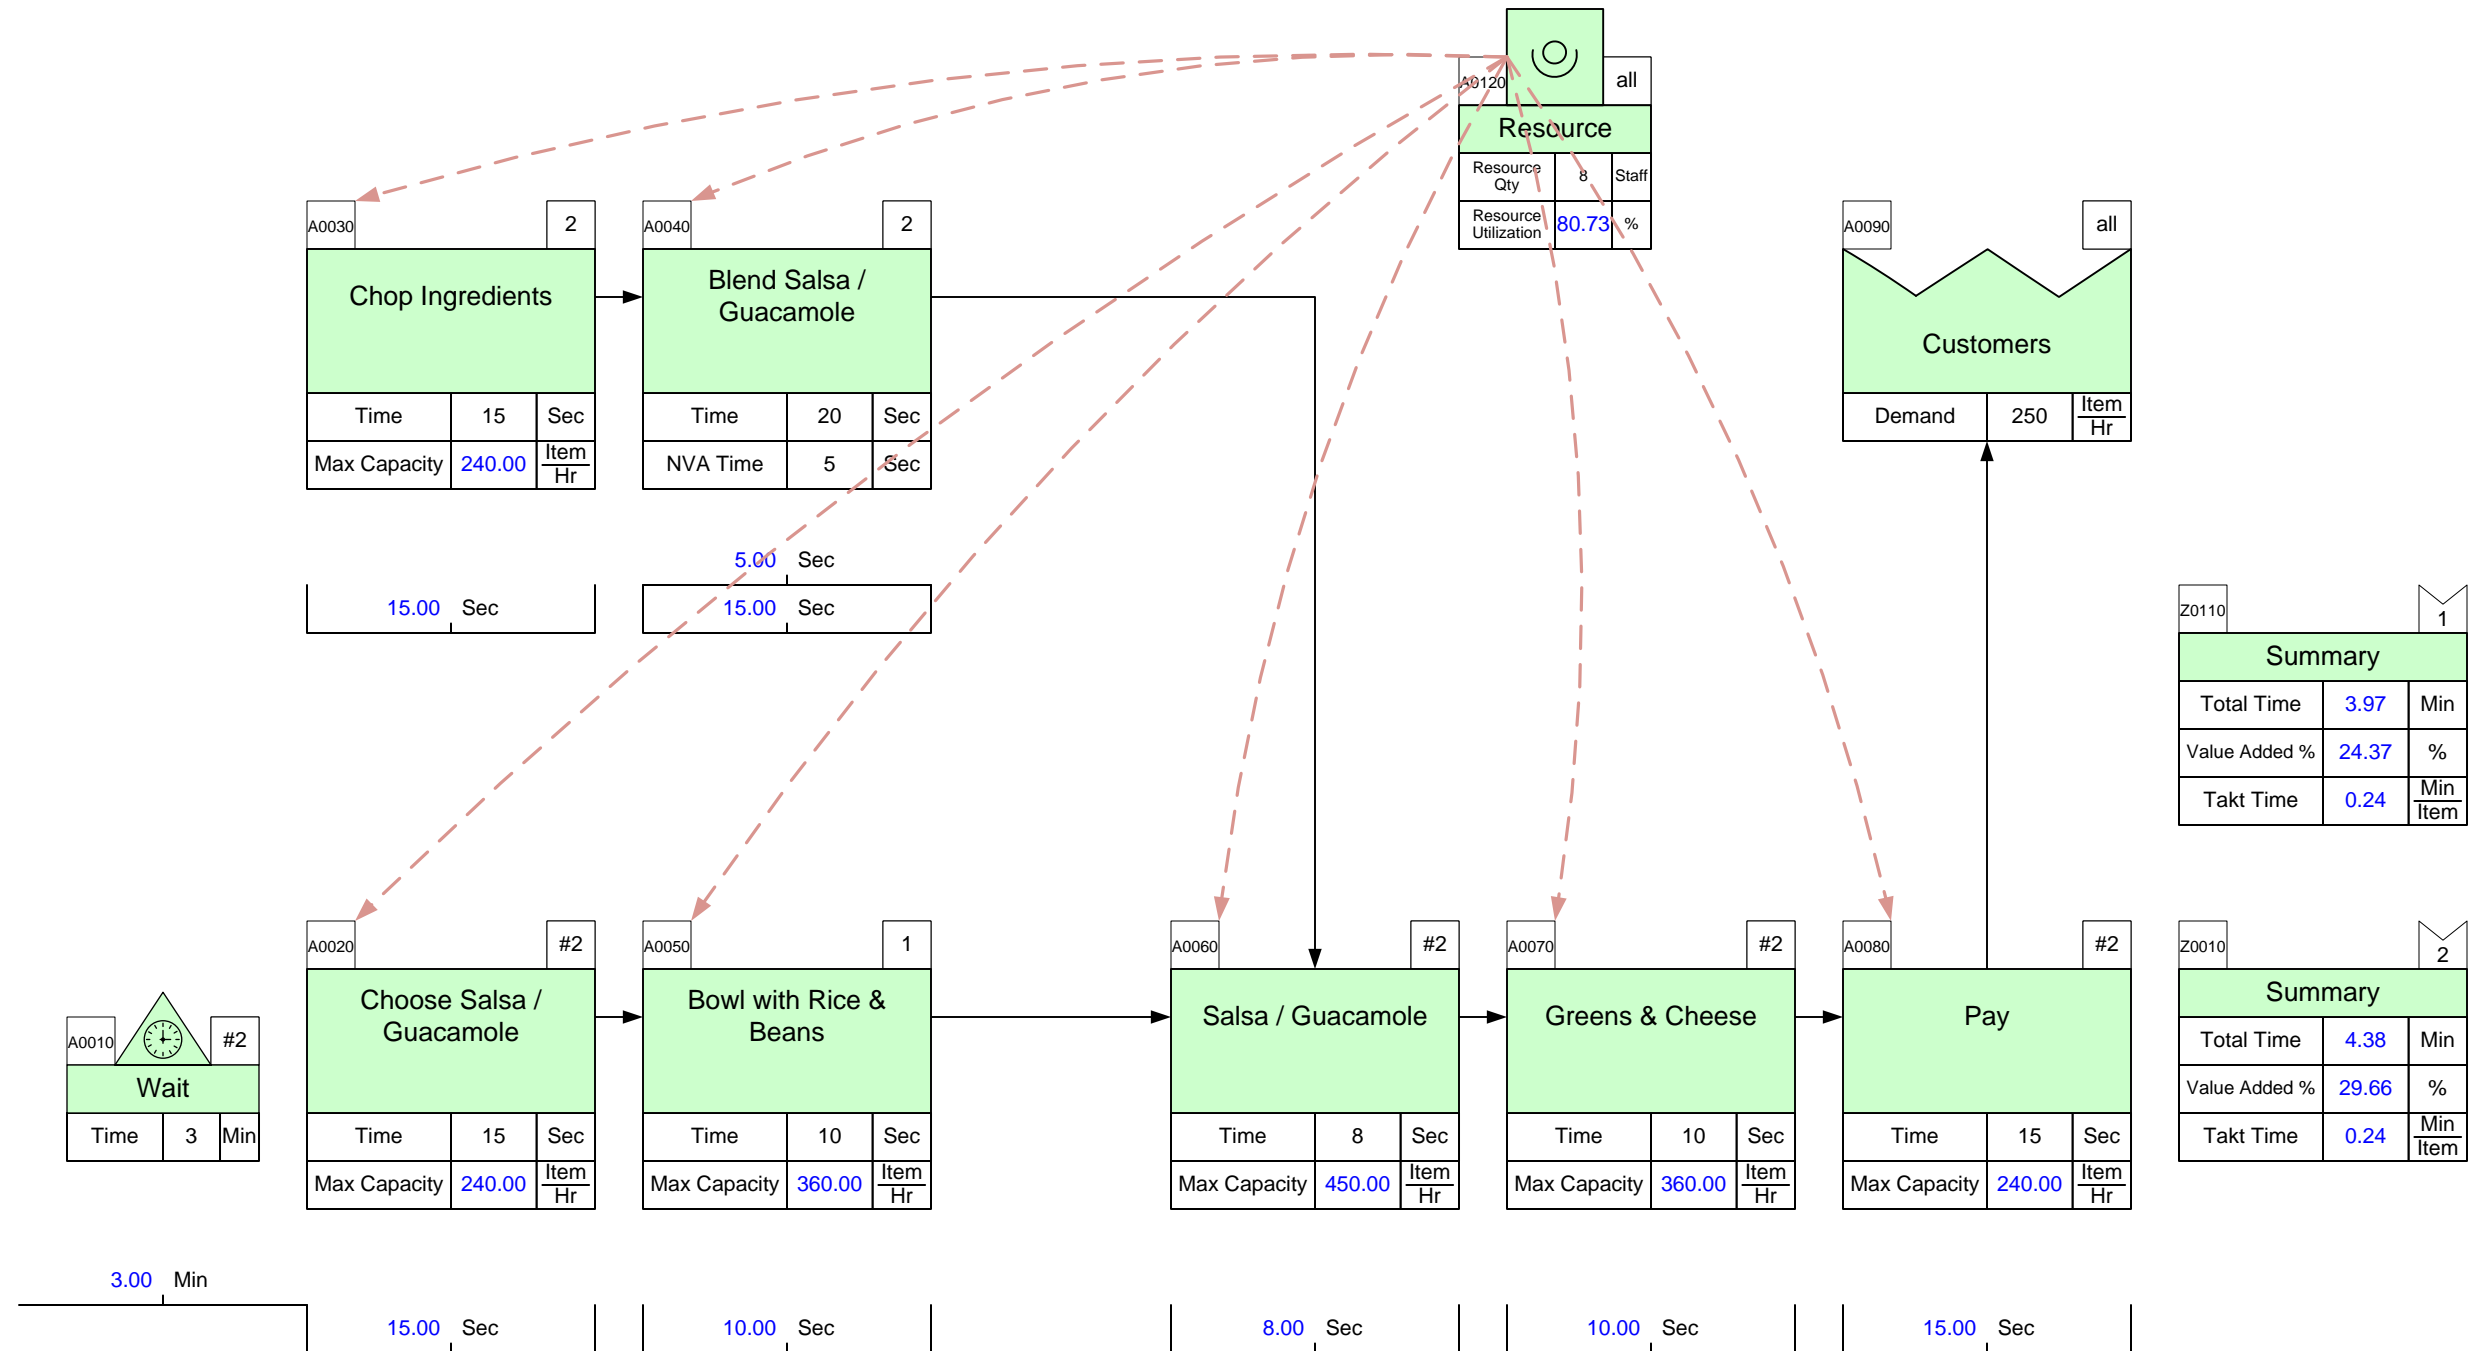 A0120
all
Resource
Resource Qty 8 Staff
Resource Utilization 80.73 %
A0030
2
Chop Ingredients
Time 15 Sec
Max Capacity 240.00 Item Hr
15.00 Sec
A0040
2
Blend Salsa /
Guacamole
Time 20 Sec
NVA Time 5 Sec
5.00 Sec
15.00 Sec
A0090
all
Customers
Demand 250 Item Hr
Z0110
1
Summary
Total Time 3.97 Min
Value Added % 24.37 %
Takt Time 0.24 Min Item
A0010
#2
Wait
Time 3 Min
3.00 Min
A0020
#2
Choose Salsa /
Guacamole
Time 15 Sec
Max Capacity 240.00 Item Hr
15.00 Sec
A0050
1
Bowl with Rice &
Beans
Time 10 Sec
Max Capacity 360.00 Item Hr
10.00 Sec
A0060
#2
Salsa / Guacamole
Time 8 Sec
Max Capacity 450.00 Item Hr
8.00 Sec
A0070
#2
Greens & Cheese
Time 10 Sec
Max Capacity 360.00 Item Hr
10.00 Sec
A0080
#2
Pay
Time 15 Sec
Max Capacity 240.00 Item Hr
15.00 Sec
Z0010
2
Summary
Total Time 4.38 Min
Value Added % 29.66 %
Takt Time 0.24 Min Item